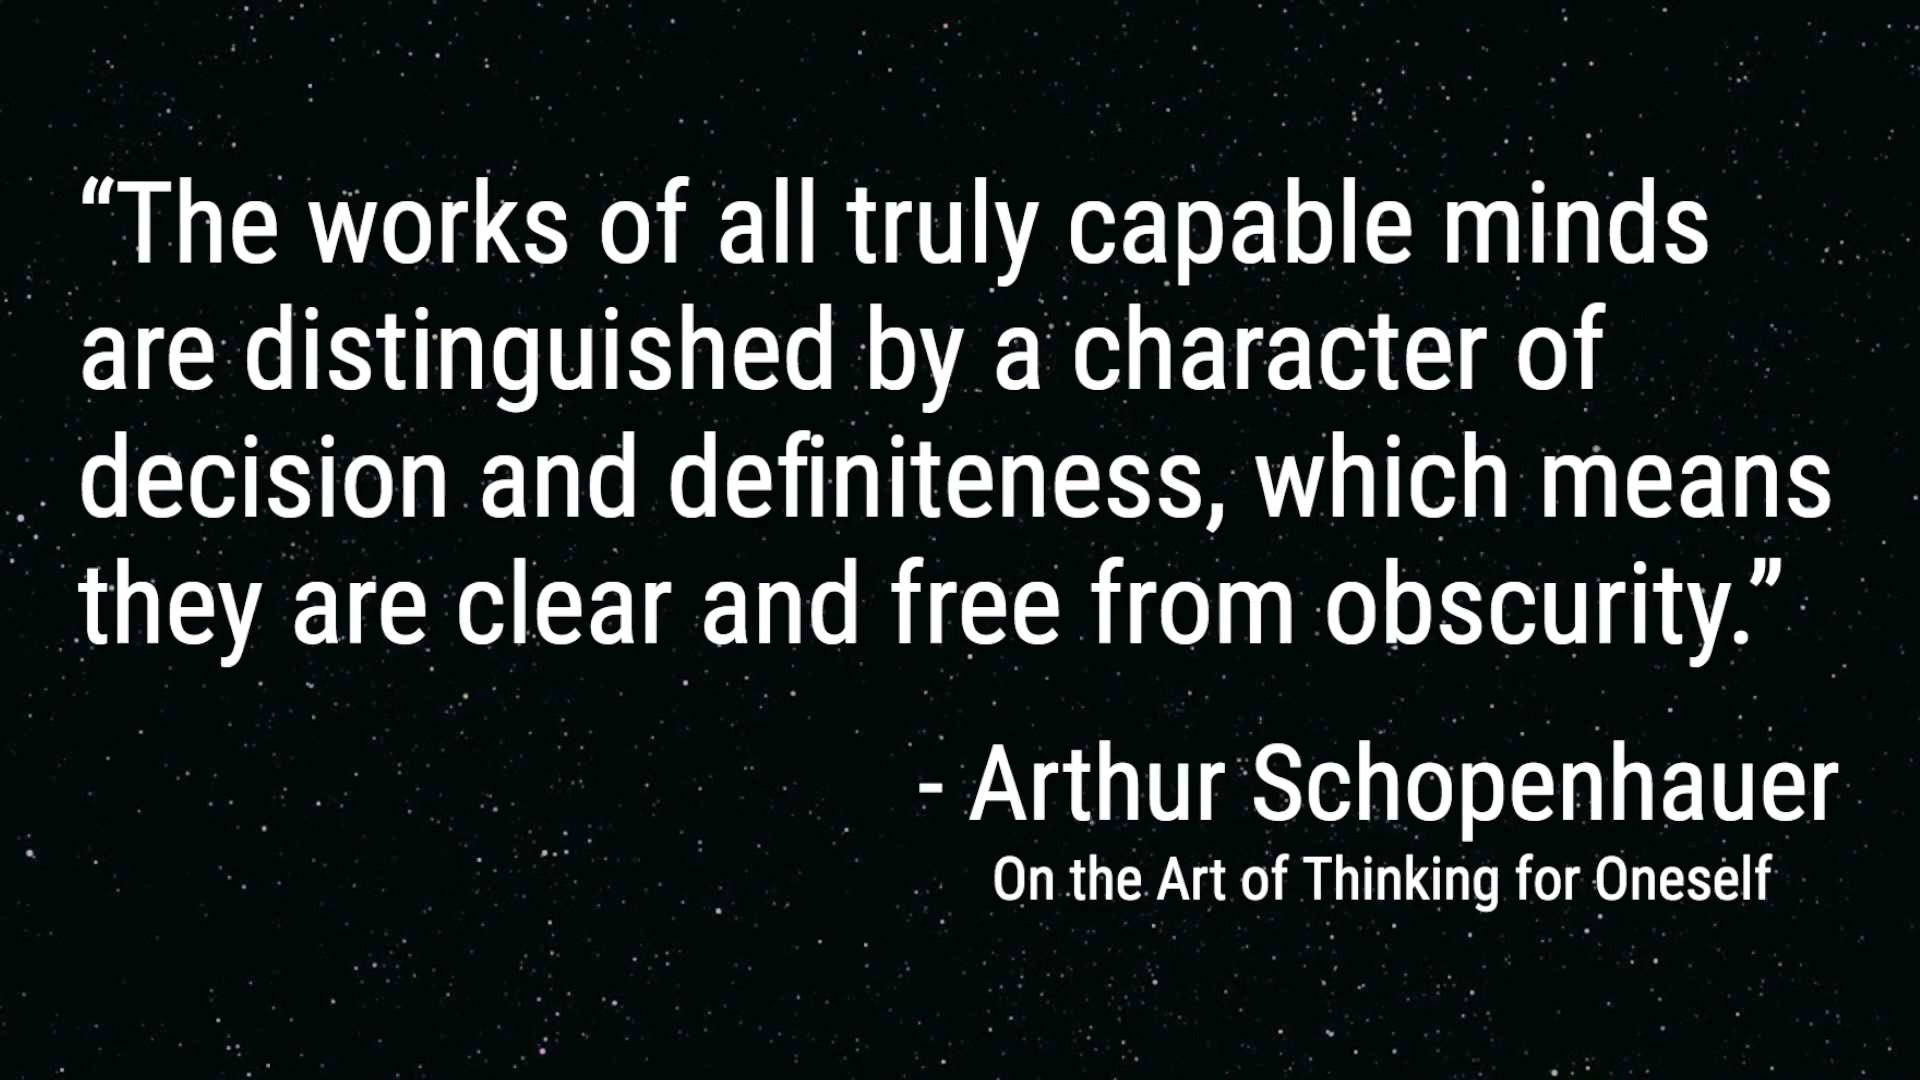 “The works of all truly capable minds
are distinguished by a character of
decision and definiteness, which means
they are clear and free from obscurity.”
- Arthur Schopenhauer
On the Art of Thinking for Oneself